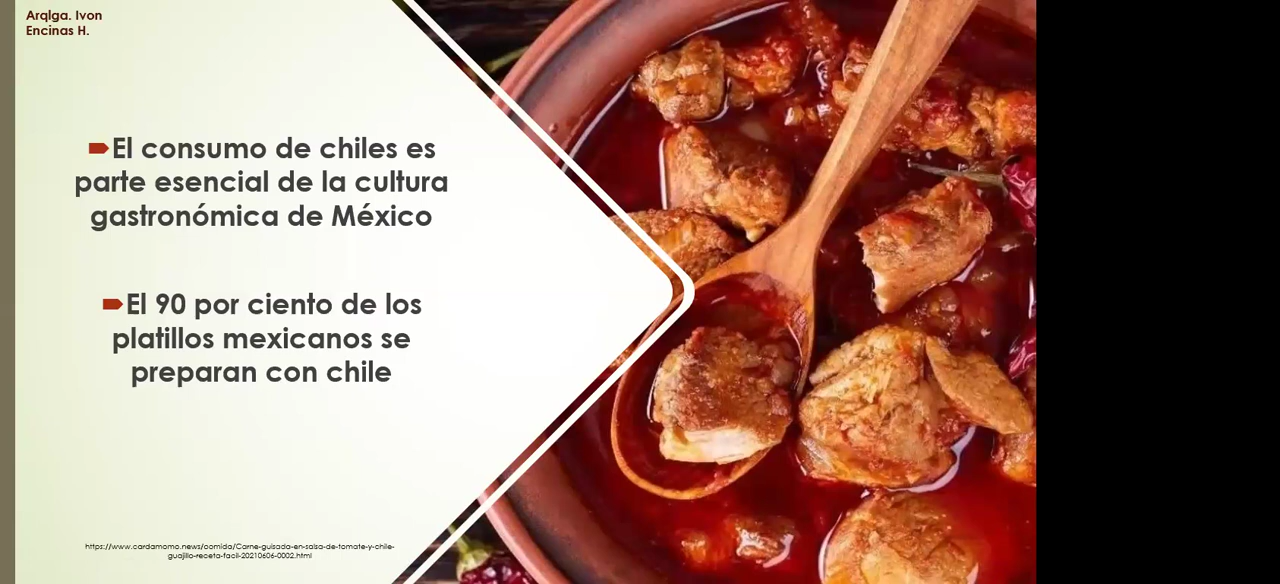 Arqlga. Ivon
Encinas H.
El consumo de chiles es
parte esencial de la cultura
gastronómica de México
El 90 por ciento de los
platillos mexicanos se
preparan con chile
https://www.cardamomo.news/comida/Carne-guisada-en-salsa-de-tomate-y-chile-
guajillo-receta-facil-20210606-0002.html